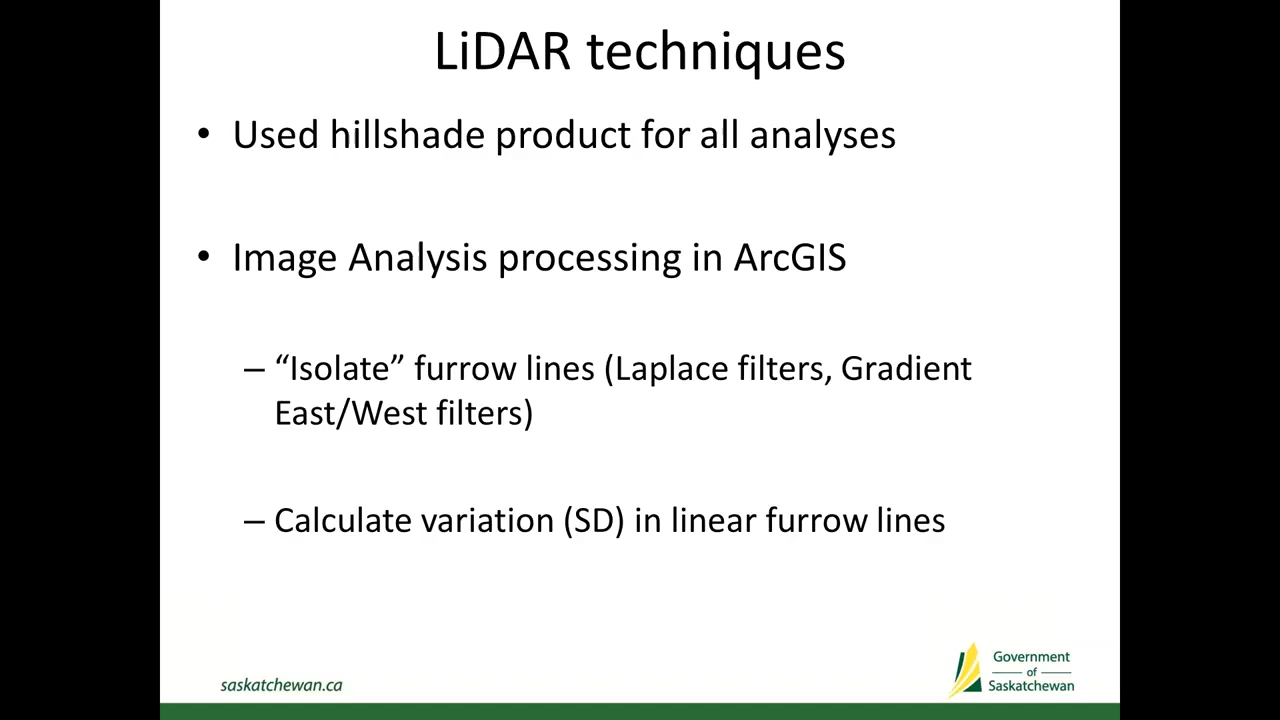 LiDAR techniques
• Used hillshade product for all analyses
• Image Analysis processing in ArcGIS
– “Isolate” furrow lines (Laplace filters, Gradient
East/West filters)
– Calculate variation (SD) in linear furrow lines
saskatchewan.ca
Government
of
Saskatchewan